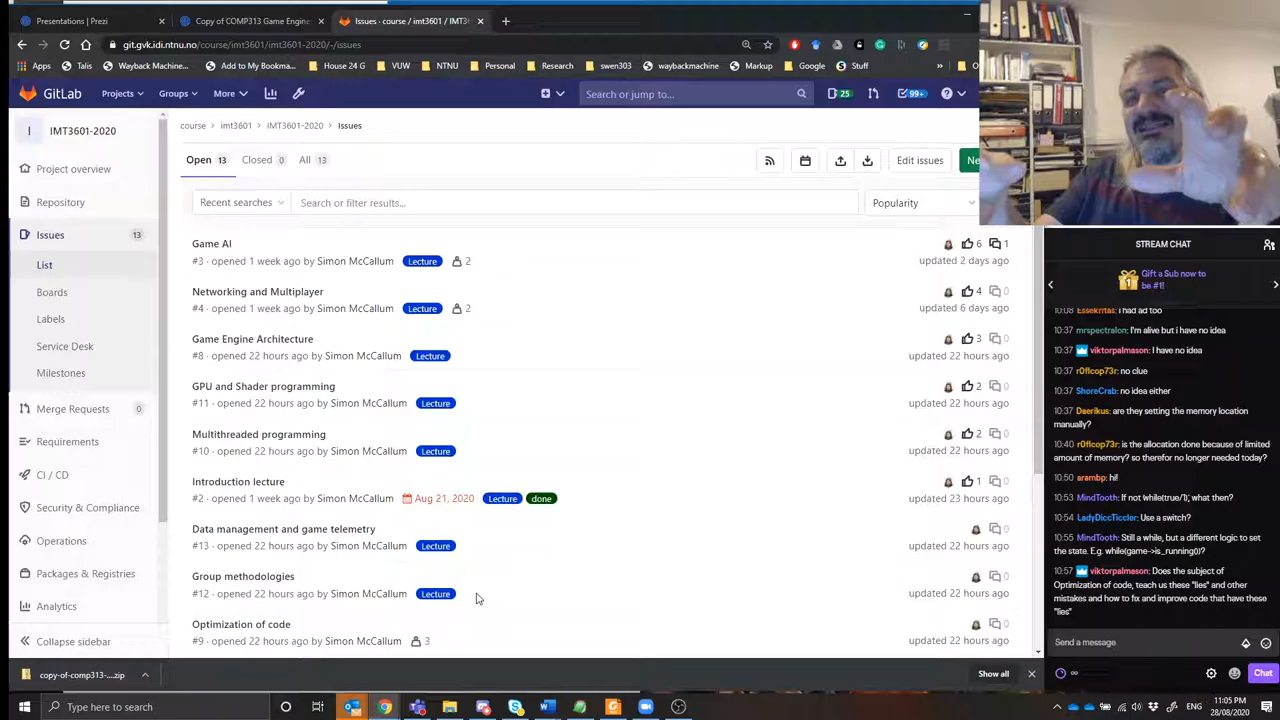 Presentations | Prezi
Copy of COMP313 Game Engine
Issues · course / imt3601 / IMT3
git.gvk.idi.ntnu.no/course/imt3601/imt3601-2020/-/issues
Apps
Talis
Wayback Machine...
Add to My Bookma...
House 24 G
VUW
NTNU
Personal
Research
swen303
waybackmachine
Markup
Google
Stuff
»
GitLab
Projects
Groups
More
Search or jump to...
25
99+
I
IMT3601-2020
Project overview
Repository
Issues
13
List
Boards
Labels
Service Desk
Milestones
Merge Requests
0
Requirements
CI / CD
Security & Compliance
Operations
Packages & Registries
Analytics
Collapse sidebar
course > imt3601 > IMT3601-2020 > Issues
Open 13
Closed 0
All 13
Edit issues
Ne
Recent searches
Search or filter results...
Popularity
Game AI
6 1
#3 · opened 1 week ago by Simon McCallum Lecture 2
updated 2 days ago
Networking and Multiplayer
4 0
#4 · opened 1 week ago by Simon McCallum Lecture 2
updated 6 days ago
Game Engine Architecture
3 0
#8 · opened 22 hours ago by Simon McCallum Lecture
updated 22 hours ago
GPU and Shader programming
2 0
#11 · opened 22 hours ago by Simon McCallum Lecture
updated 22 hours ago
Multithreaded programming
2 0
#10 · opened 22 hours ago by Simon McCallum Lecture
updated 22 hours ago
Introduction lecture
1 0
#2 · opened 1 week ago by Simon McCallum Aug 21, 2020 Lecture done
updated 23 hours ago
Data management and game telemetry
0
#13 · opened 22 hours ago by Simon McCallum Lecture
updated 22 hours ago
Group methodologies
0
#12 · opened 22 hours ago by Simon McCallum Lecture
updated 22 hours ago
Optimization of code
0
#9 · opened 22 hours ago by Simon McCallum 3
updated 22 hours ago
STREAM CHAT
Gift a Sub now to
be #1!
1
10:08 Essekritas: I had ad too
10:37 mrspectralon: I'm alive but i have no idea
10:37 viktorpalmason: I have no idea
10:37 r0flcop73r: no clue
10:37 ShoreCrab: no idea either
10:37 Daerikus: are they setting the memory location
manually?
10:40 r0flcop73r: is the allocation done because of limited
amount of memory? so therefor no longer needed today?
10:50 arambp: hi!
10:53 MindTooth: If not while(true/1);, what then?
10:54 LadyDiccTiccler: Use a switch?
10:55 MindTooth: Still a while, but a different logic to set
the state. E.g. while(game->is_running())?
10:57 viktorpalmason: Does the subject of
Optimization of code, teach us these "lies" and other
mistakes and how to fix and improve code that have these
"lies"
Send a message
∞
Chat
copy-of-comp313-....zip
Show all
Type here to search
ENG
11:05 PM
28/08/2020